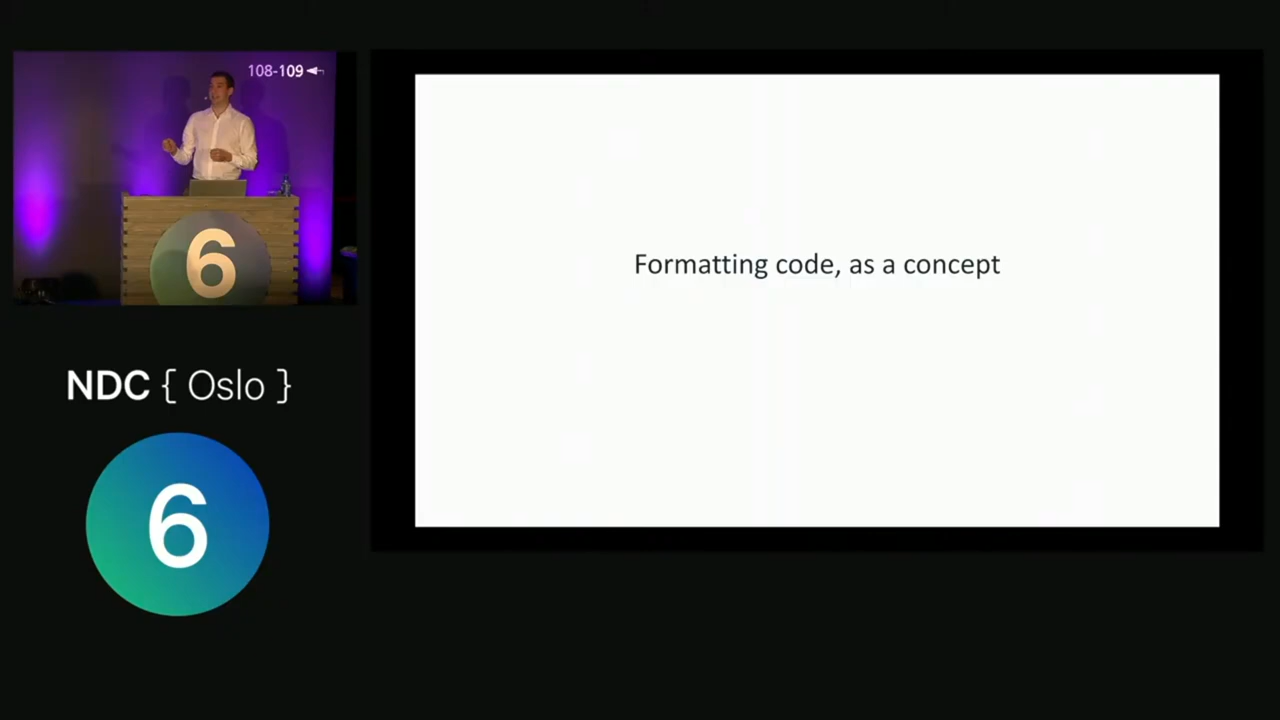 108-109
6
NDC { Oslo }
6
Formatting code, as a concept